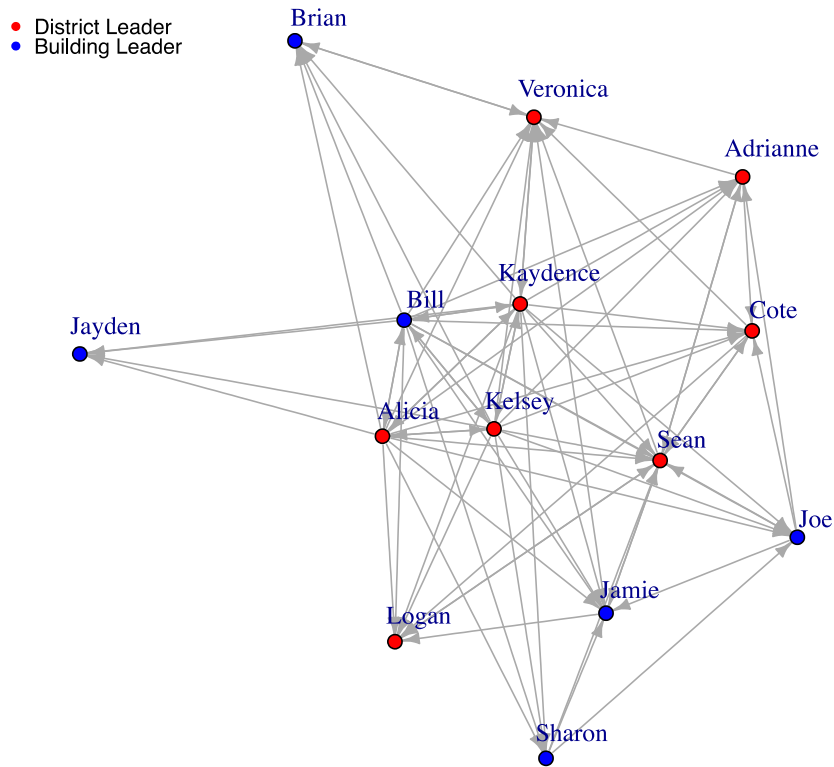 District Leader
Building Leader
Brian
Veronica
Adrianne
Kaydence
Bill
Cote
Jayden
Alicia
Kelsey
Sean
Joe
Jamie
Logan
Sharon